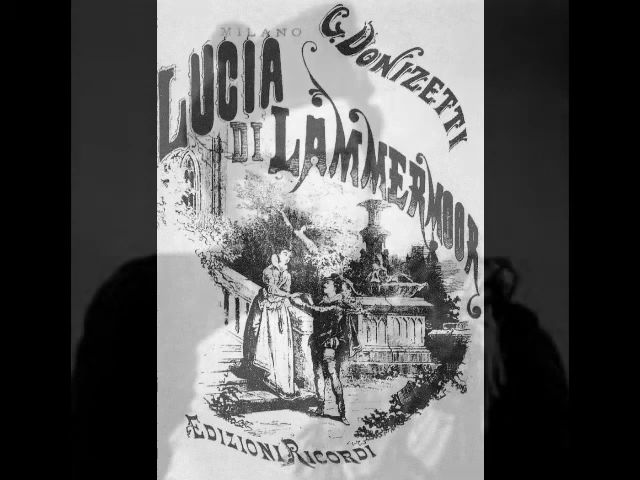 MILANO
G. DONIZETTI
LUCIA
DI
LAMMERMOOR
EDIZIONI RICORDI